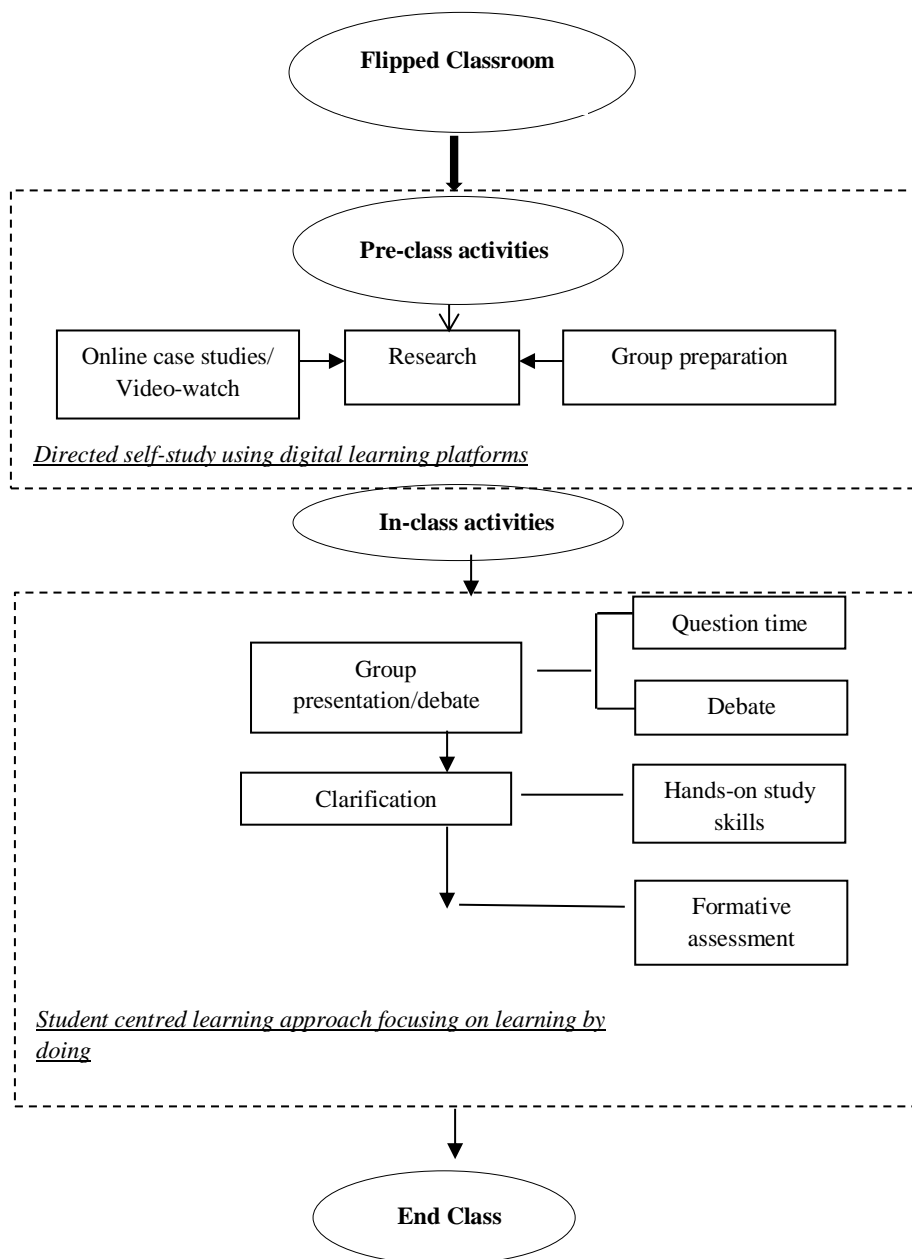 Flipped Classroom
Pre-class activities
Online case studies/
Video-watch
Research
Group preparation
Directed self-study using digital learning platforms
In-class activities
Question time
Group
presentation/debate
Debate
Clarification
Hands-on study
skills
Formative
assessment
Student centred learning approach focusing on learning by
doing
End Class